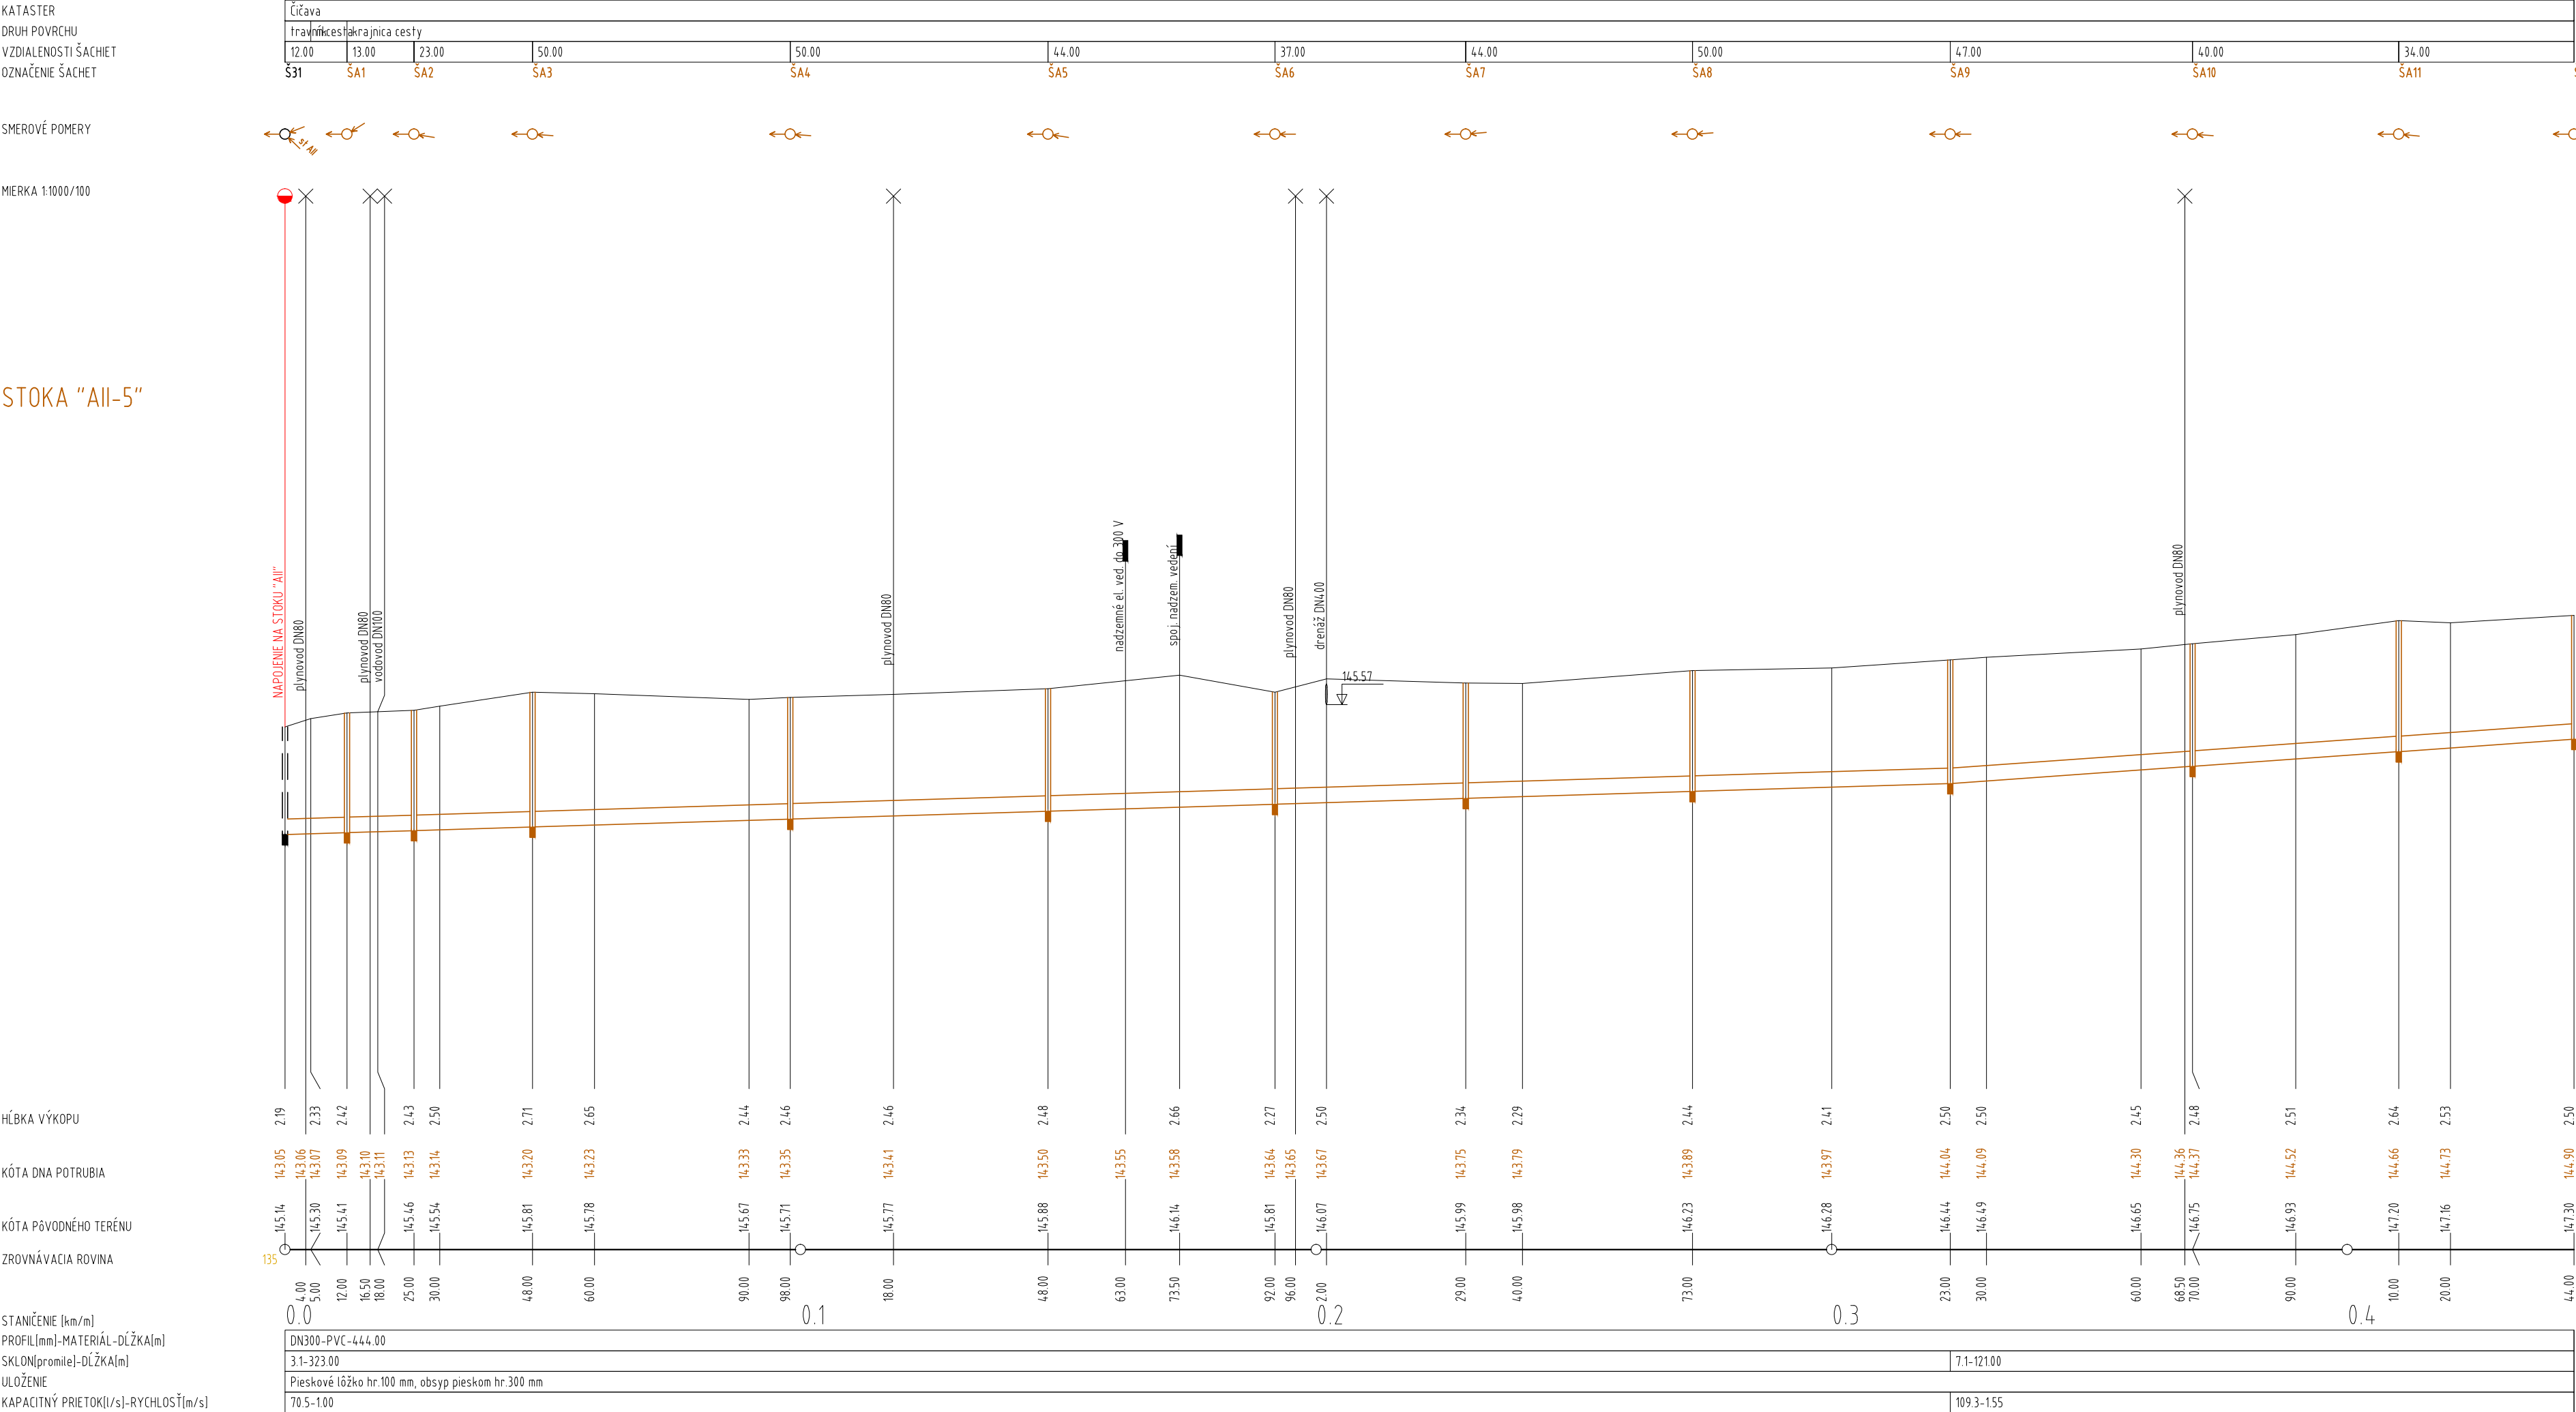 KATASTER Čičava
DRUH POVRCHU travnik cesta krajnica cesty
VZDIALENOSTI ŠACHIET 12.00 13.00 23.00 50.00 50.00 44.00 37.00 44.00 50.00 47.00 40.00 34.00
OZNAČENIE ŠACHET Š31 ŠA1 ŠA2 ŠA3 ŠA4 ŠA5 ŠA6 ŠA7 ŠA8 ŠA9 ŠA10 ŠA11
SMEROVÉ POMERY
st AII
MIERKA 1:1000/100
STOKA "AII-5"
NAPOJENIE NA STOKU "AII"
plynovod DN80
plynovod DN80
vodovod DN100
plynovod DN80
nadzemné el. ved. do 300 V
spoj. nadzem. vedení
plynovod DN80
drenáž DN400
145.57
plynovod DN80
HĹBKA VÝKOPU 2.19 2.33 2.42 2.43 2.50 2.71 2.65 2.44 2.46 2.46 2.48 2.66 2.27 2.50 2.34 2.29 2.44 2.41 2.50 2.50 2.45 2.48 2.51 2.64 2.53 2.50
KÓTA DNA POTRUBIA 143.05 143.06 143.07 143.09 143.10 143.11 143.13 143.14 143.20 143.23 143.33 143.35 143.41 143.50 143.55 143.58 143.64 143.65 143.67 143.75 143.79 143.89 143.97 144.04 144.09 144.30 144.36 144.37 144.52 144.66 144.73 144.90
KÓTA PôVODNÉHO TERÉNU 145.14 145.30 145.41 145.46 145.54 145.81 145.78 145.67 145.71 145.77 145.88 146.14 145.81 146.07 145.99 145.98 146.23 146.28 146.44 146.49 146.65 146.75 146.93 147.20 147.16 147.30
ZROVNÁVACIA ROVINA 135
4.00 5.00 12.00 16.50 18.00 25.00 30.00 48.00 60.00 90.00 98.00 18.00 48.00 63.00 73.50 92.00 96.00 2.00 29.00 40.00 73.00 23.00 30.00 60.00 68.50 70.00 90.00 10.00 20.00 44.00
STANIČENIE [km/m] 0.0 0.1 0.2 0.3 0.4
PROFIL[mm]-MATERIÁL-DĹŽKA[m] DN300-PVC-444.00
SKLON[promile]-DĹŽKA[m] 3.1-323.00 7.1-121.00
ULOŽENIE Pieskové lôžko hr.100 mm, obsyp pieskom hr.300 mm
KAPACITNÝ PRIETOK[l/s]-RYCHLOSŤ[m/s] 70.5-1.00 109.3-1.55